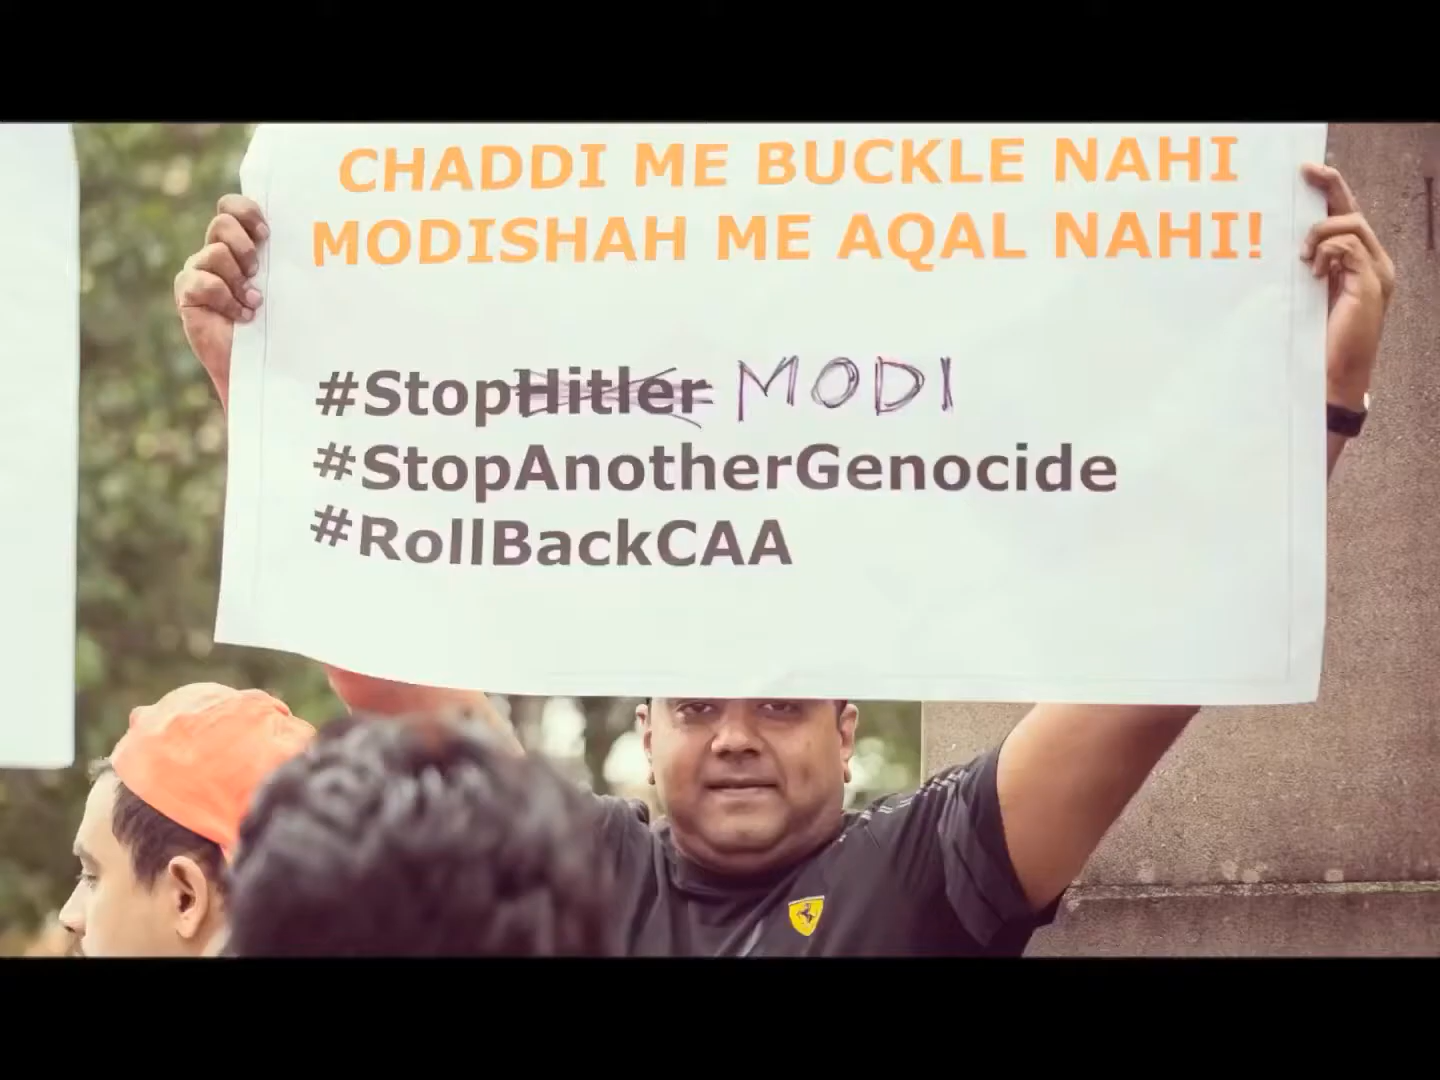 CHADDI ME BUCKLE NAHI
MODISHAH ME AQAL NAHI!
#StopHitler MODI
#StopAnotherGenocide
#RollBackCAA